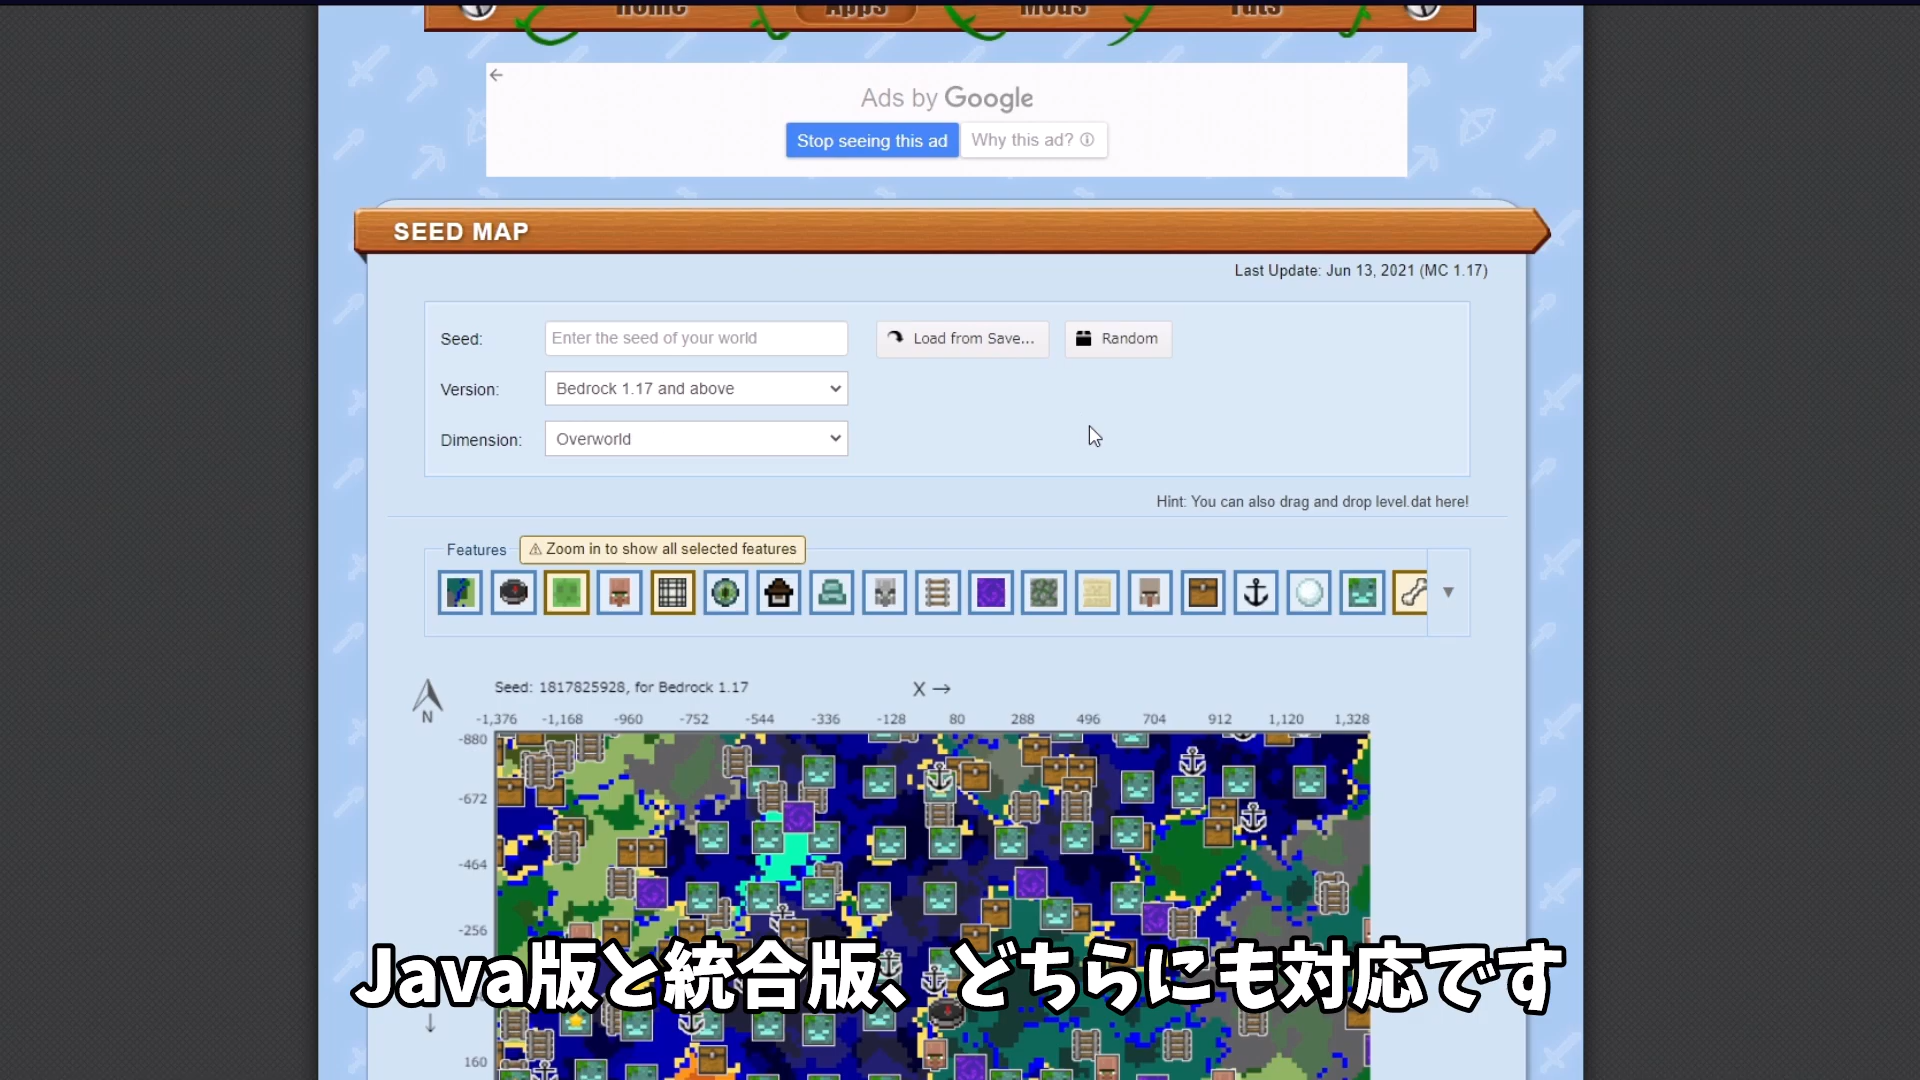 Home Apps Mods Tuts
Ads by Google
Stop seeing this ad Why this ad?
SEED MAP
Last Update: Jun 13, 2021 (MC 1.17)
Seed: Enter the seed of your world Load from Save... Random
Version: Bedrock 1.17 and above
Dimension: Overworld
Hint: You can also drag and drop level.dat here!
Features ⚠ Zoom in to show all selected features
Seed: 1817825928, for Bedrock 1.17 X →
N
-1,376 -1,168 -960 -752 -544 -336 -128 80 288 496 704 912 1,120 1,328
-880
-672
-464
-256
Java版と統合版、どちらにも対応です
160